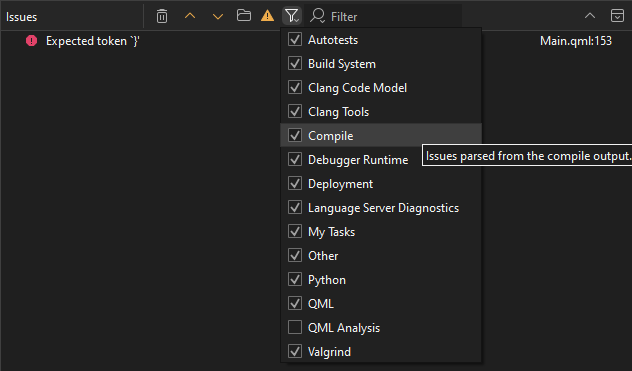 Issues
Filter
Expected token `}'
Main.qml:153
Autotests
Build System
Clang Code Model
Clang Tools
Compile
Issues parsed from the compile output.
Debugger Runtime
Deployment
Language Server Diagnostics
My Tasks
Other
Python
QML
QML Analysis
Valgrind